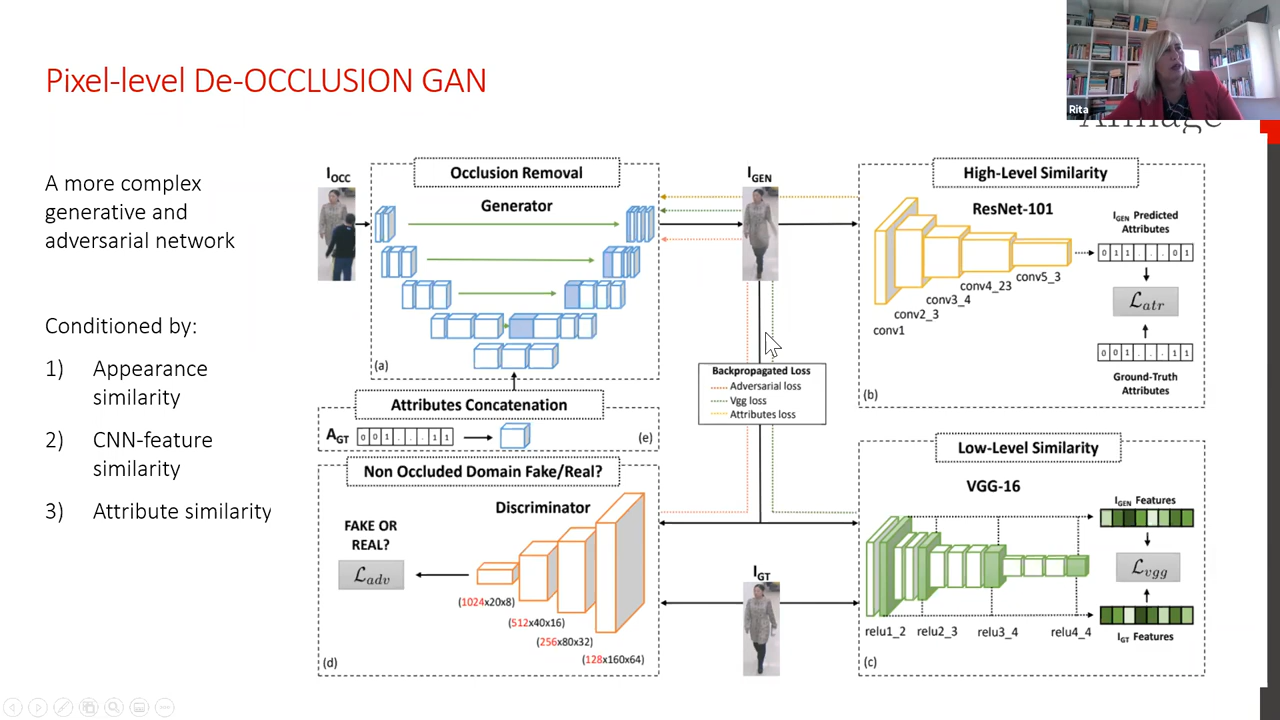 Pixel-level De-OCCLUSION GAN
Rita
A more complex
generative and
adversarial network
Conditioned by:
1) Appearance
similarity
2) CNN-feature
similarity
3) Attribute similarity
I_OCC
Occlusion Removal
Generator
(a)
Attributes Concatenation
A_GT
0 0 1 . . . 1 1
(e)
Non Occluded Domain Fake/Real?
Discriminator
FAKE OR
REAL?
ℒadv
(1024x20x8)
(512x40x16)
(256x80x32)
(128x160x64)
(d)
I_GEN
Backpropagated Loss
Adversarial loss
Vgg loss
Attributes loss
I_GT
High-Level Similarity
ResNet-101
I_GEN Predicted
Attributes
0 1 1 . . . 0 1
conv5_3
conv4_23
conv3_4
conv2_3
conv1
ℒatr
0 0 1 . . . 1 1
Ground-Truth
Attributes
(b)
Low-Level Similarity
VGG-16
I_GEN Features
ℒvgg
relu1_2 relu2_3 relu3_4 relu4_4
I_GT Features
(c)